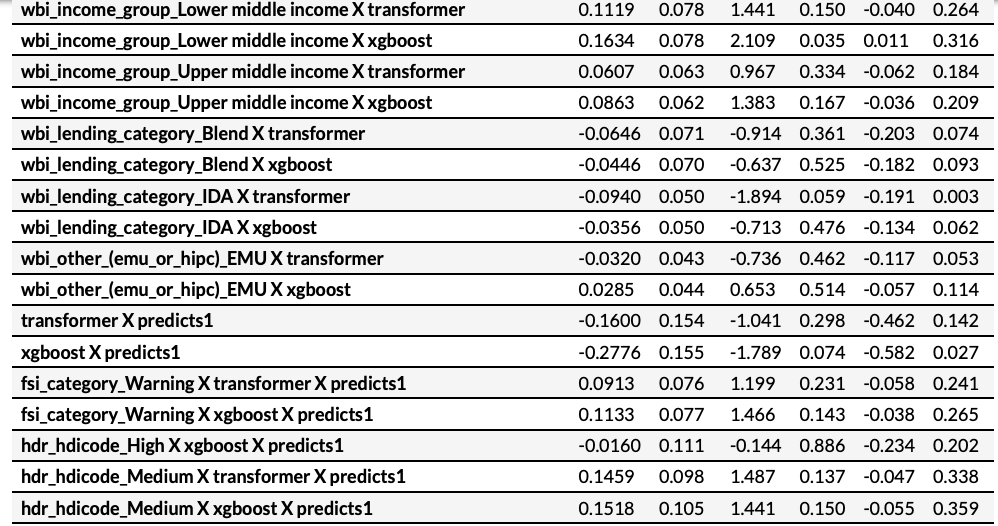 wbi_income_group_Lower middle income X transformer 0.1119 0.078 1.441 0.150 -0.040 0.264
wbi_income_group_Lower middle income X xgboost 0.1634 0.078 2.109 0.035 0.011 0.316
wbi_income_group_Upper middle income X transformer 0.0607 0.063 0.967 0.334 -0.062 0.184
wbi_income_group_Upper middle income X xgboost 0.0863 0.062 1.383 0.167 -0.036 0.209
wbi_lending_category_Blend X transformer -0.0646 0.071 -0.914 0.361 -0.203 0.074
wbi_lending_category_Blend X xgboost -0.0446 0.070 -0.637 0.525 -0.182 0.093
wbi_lending_category_IDA X transformer -0.0940 0.050 -1.894 0.059 -0.191 0.003
wbi_lending_category_IDA X xgboost -0.0356 0.050 -0.713 0.476 -0.134 0.062
wbi_other_(emu_or_hipc)_EMU X transformer -0.0320 0.043 -0.736 0.462 -0.117 0.053
wbi_other_(emu_or_hipc)_EMU X xgboost 0.0285 0.044 0.653 0.514 -0.057 0.114
transformer X predicts1 -0.1600 0.154 -1.041 0.298 -0.462 0.142
xgboost X predicts1 -0.2776 0.155 -1.789 0.074 -0.582 0.027
fsi_category_Warning X transformer X predicts1 0.0913 0.076 1.199 0.231 -0.058 0.241
fsi_category_Warning X xgboost X predicts1 0.1133 0.077 1.466 0.143 -0.038 0.265
hdr_hdicode_High X xgboost X predicts1 -0.0160 0.111 -0.144 0.886 -0.234 0.202
hdr_hdicode_Medium X transformer X predicts1 0.1459 0.098 1.487 0.137 -0.047 0.338
hdr_hdicode_Medium X xgboost X predicts1 0.1518 0.105 1.441 0.150 -0.055 0.359